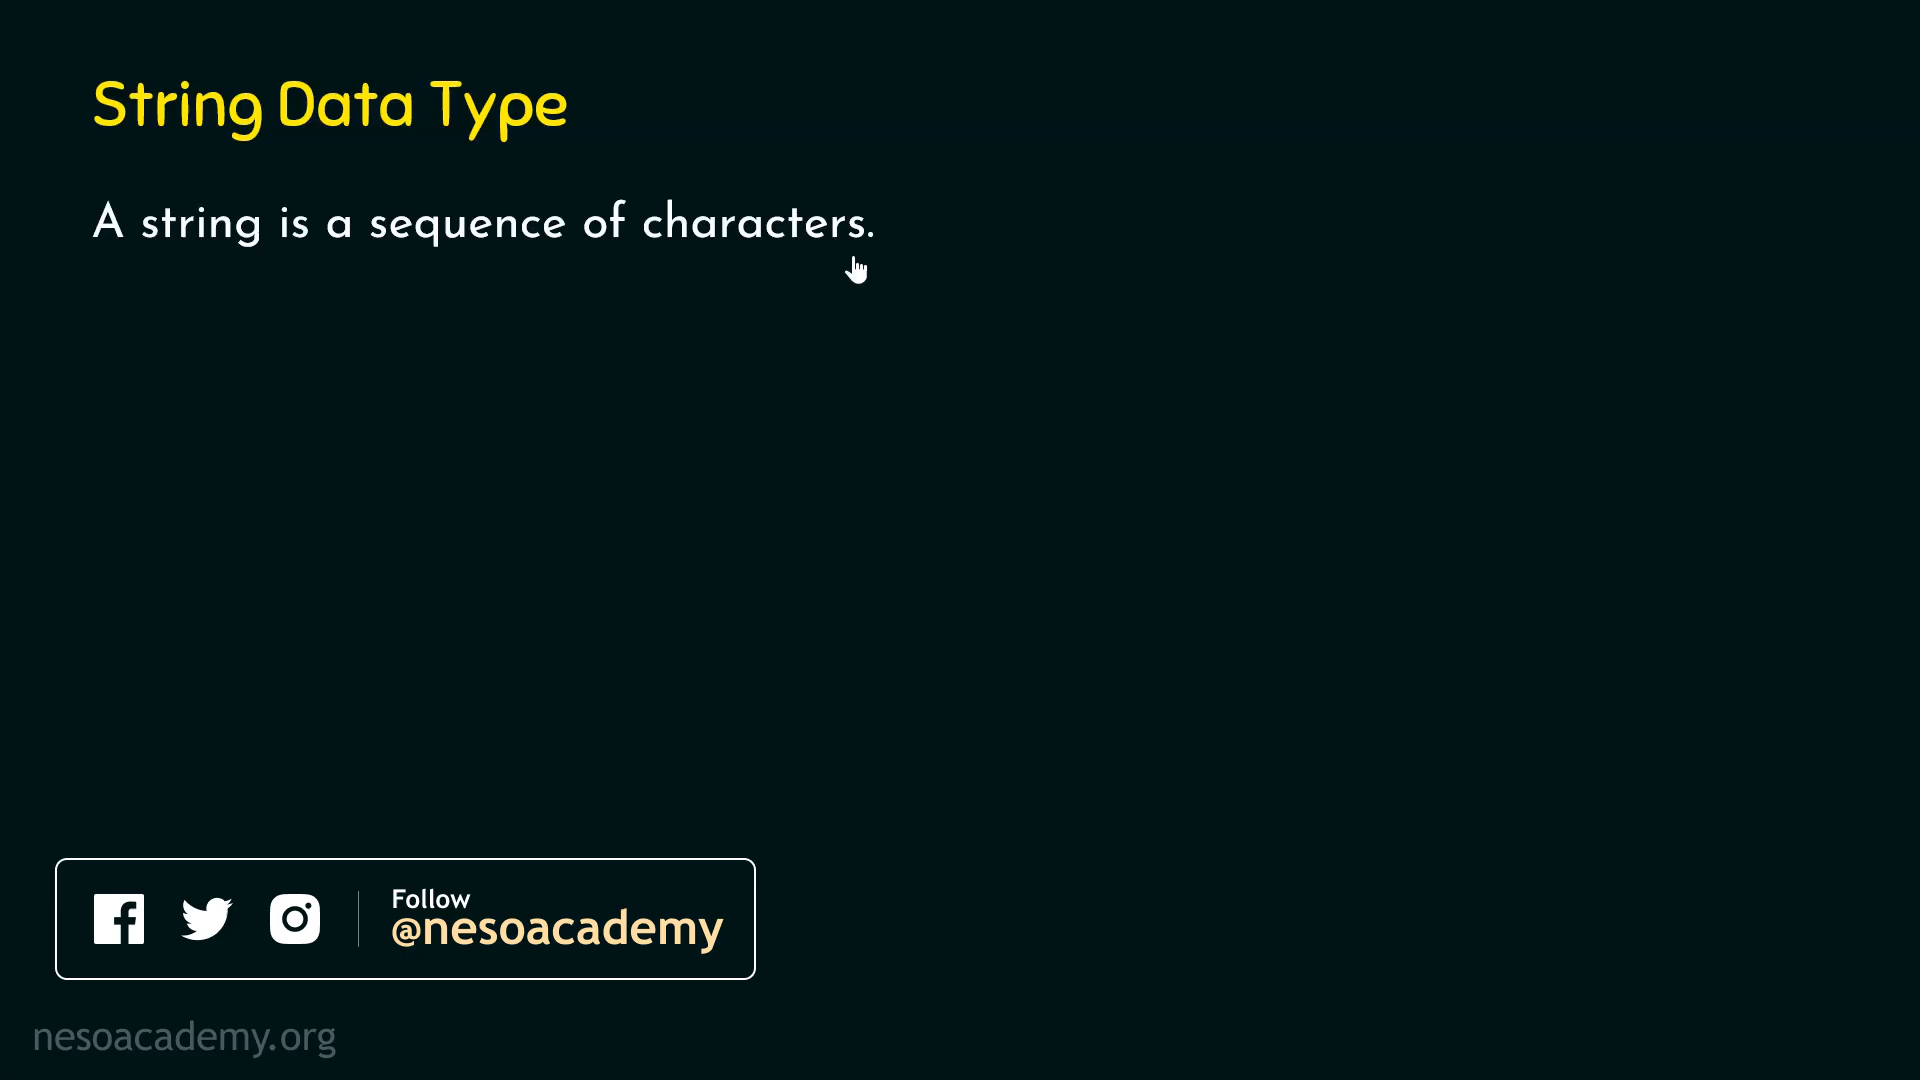 String Data Type
A string is a sequence of characters.
Follow
@nesoacademy
nesoacademy.org